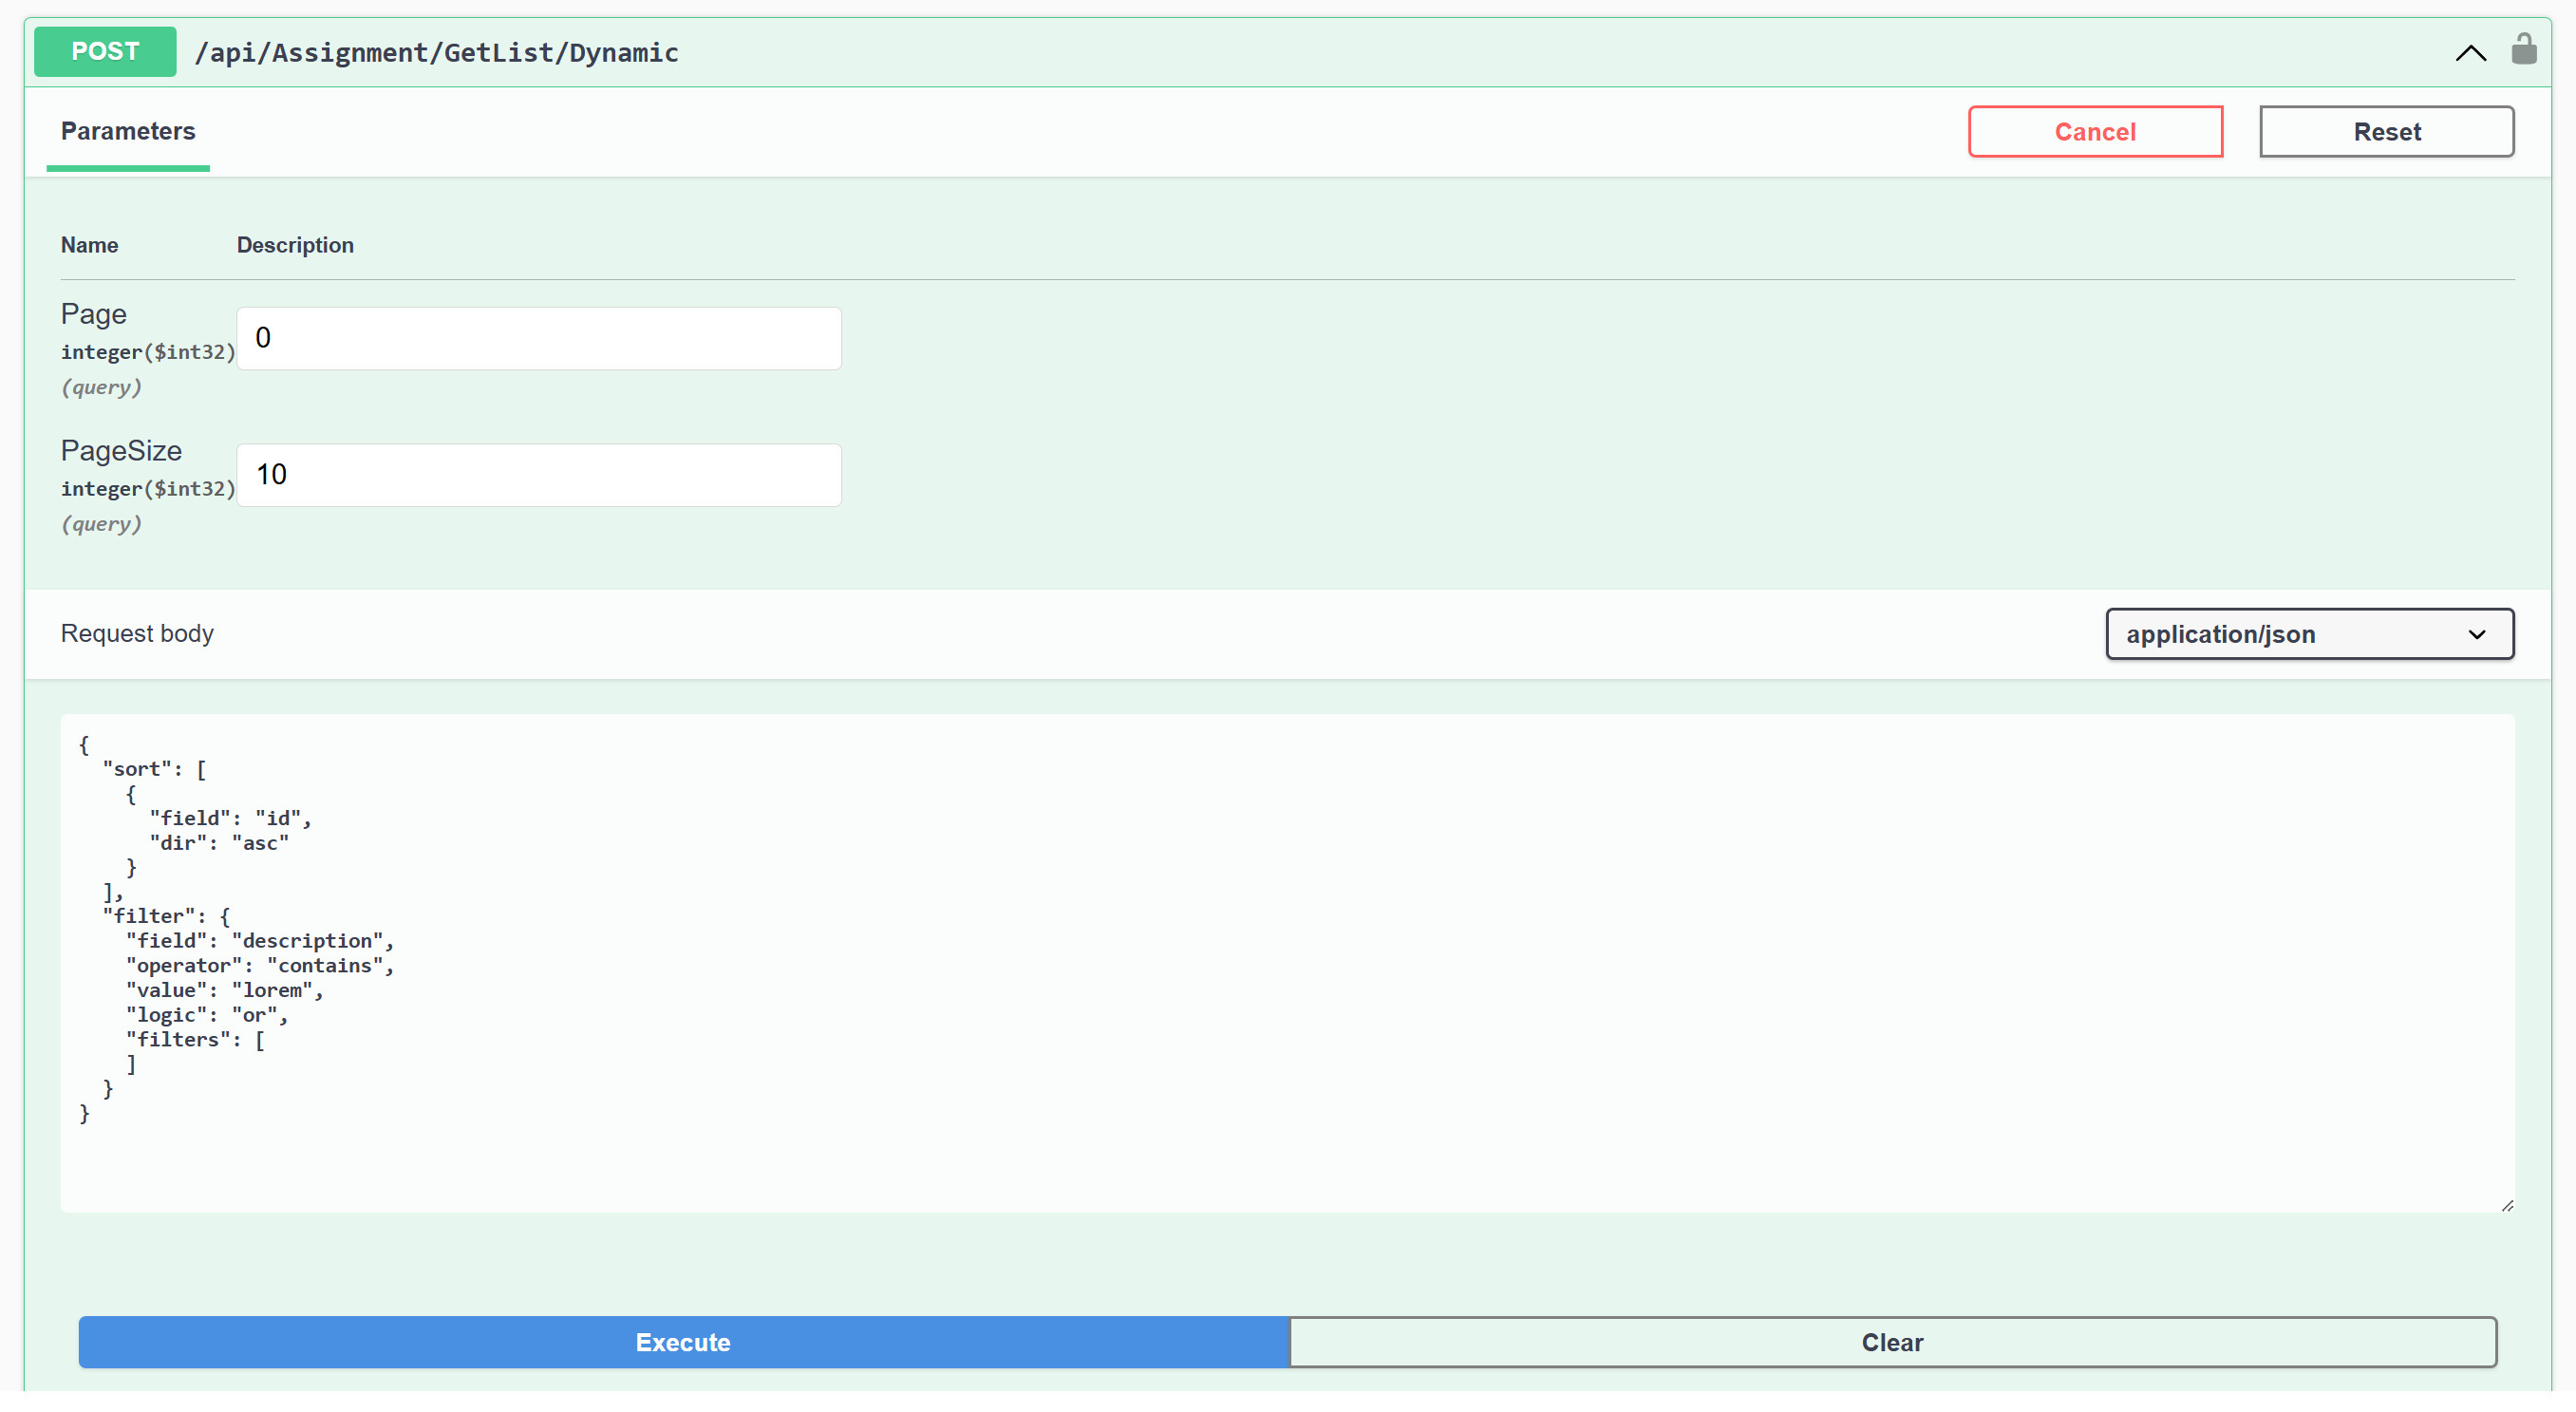 POST /api/Assignment/GetList/Dynamic
Parameters
Cancel
Reset
Name Description
Page
integer($int32)
(query)
0
PageSize
integer($int32)
(query)
10
Request body
application/json
{
  "sort": [
    {
      "field": "id",
      "dir": "asc"
    }
  ],
  "filter": {
    "field": "description",
    "operator": "contains",
    "value": "lorem",
    "logic": "or",
    "filters": [
    ]
  }
}
Execute
Clear